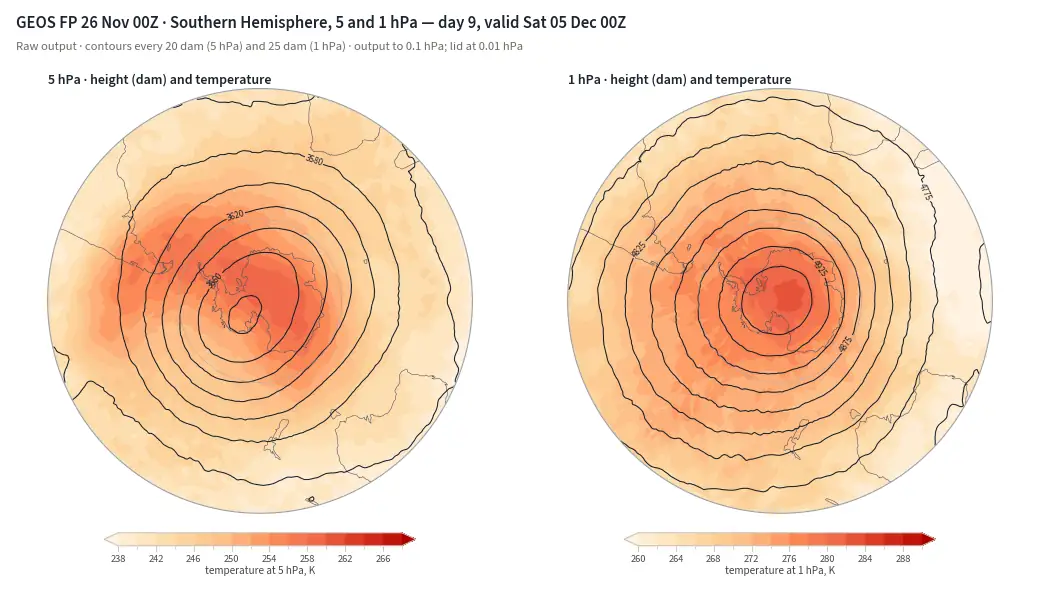 GEOS FP 26 Nov 00Z · Southern Hemisphere, 5 and 1 hPa — day 9, valid Sat 05 Dec 00Z
Raw output · contours every 20 dam (5 hPa) and 25 dam (1 hPa) · output to 0.1 hPa; lid at 0.01 hPa
5 hPa · height (dam) and temperature
1 hPa · height (dam) and temperature
3580
3620
4775
4825
4925
4875
238 242 246 250 254 258 262 266
temperature at 5 hPa, K
260 264 268 272 276 280 284 288
temperature at 1 hPa, K